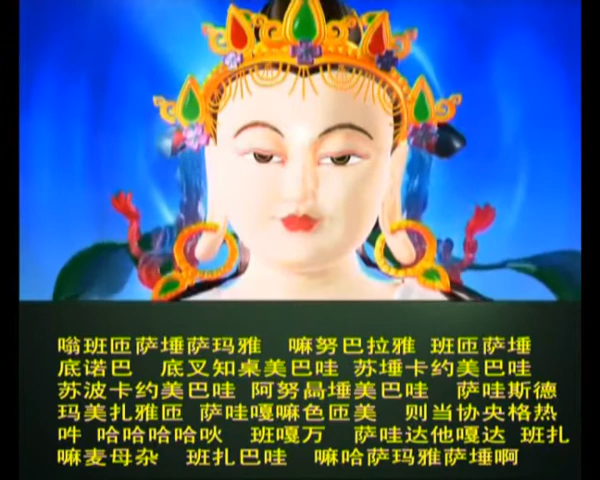 嗡班匝萨埵萨玛雅 嘛努巴拉雅 班匝萨埵
底诺巴 底叉知桌美巴哇 苏埵卡约美巴哇
苏波卡约美巴哇 阿努晶埵美巴哇 萨哇斯德
玛美扎雅匝 萨哇嘎嘛色匝美 则当协央格热
吽 哈哈哈哈吙 班嘎万 萨哇达他嘎达 班扎
嘛麦母杂 班扎巴哇 嘛哈萨玛雅萨埵啊